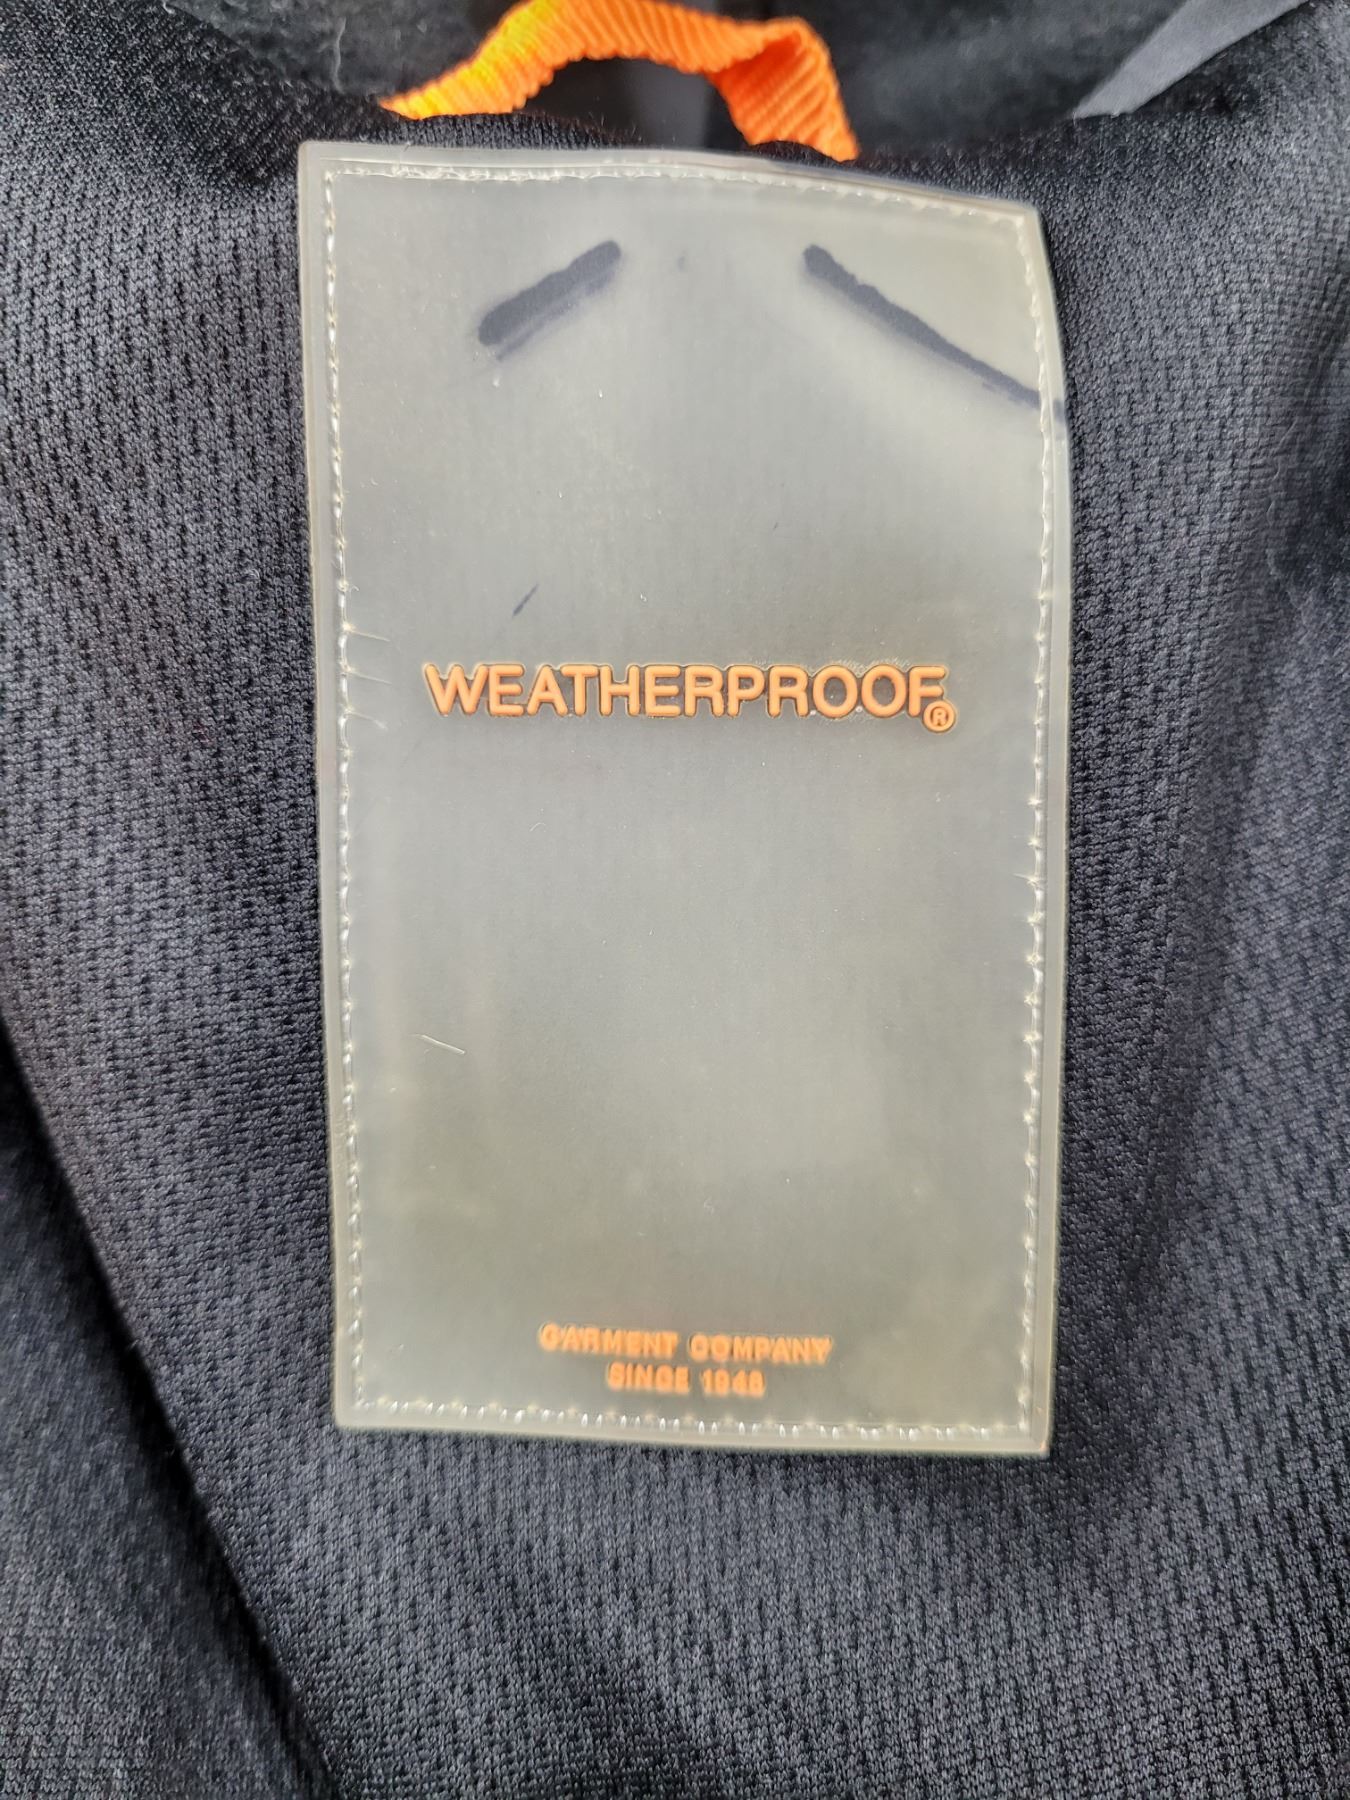 WEATHERPROOF®
GARMENT COMPANY
SINCE 1948